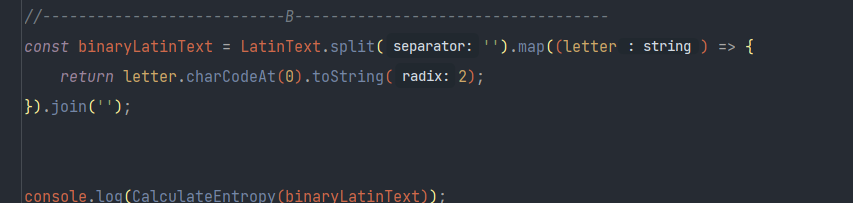 //--------------------------B----------------------------------
const binaryLatinText = LatinText.split( separator: '').map((letter : string ) => {
    return letter.charCodeAt(0).toString( radix: 2);
}).join('');
console.log(CalculateEntropy(binaryLatinText));